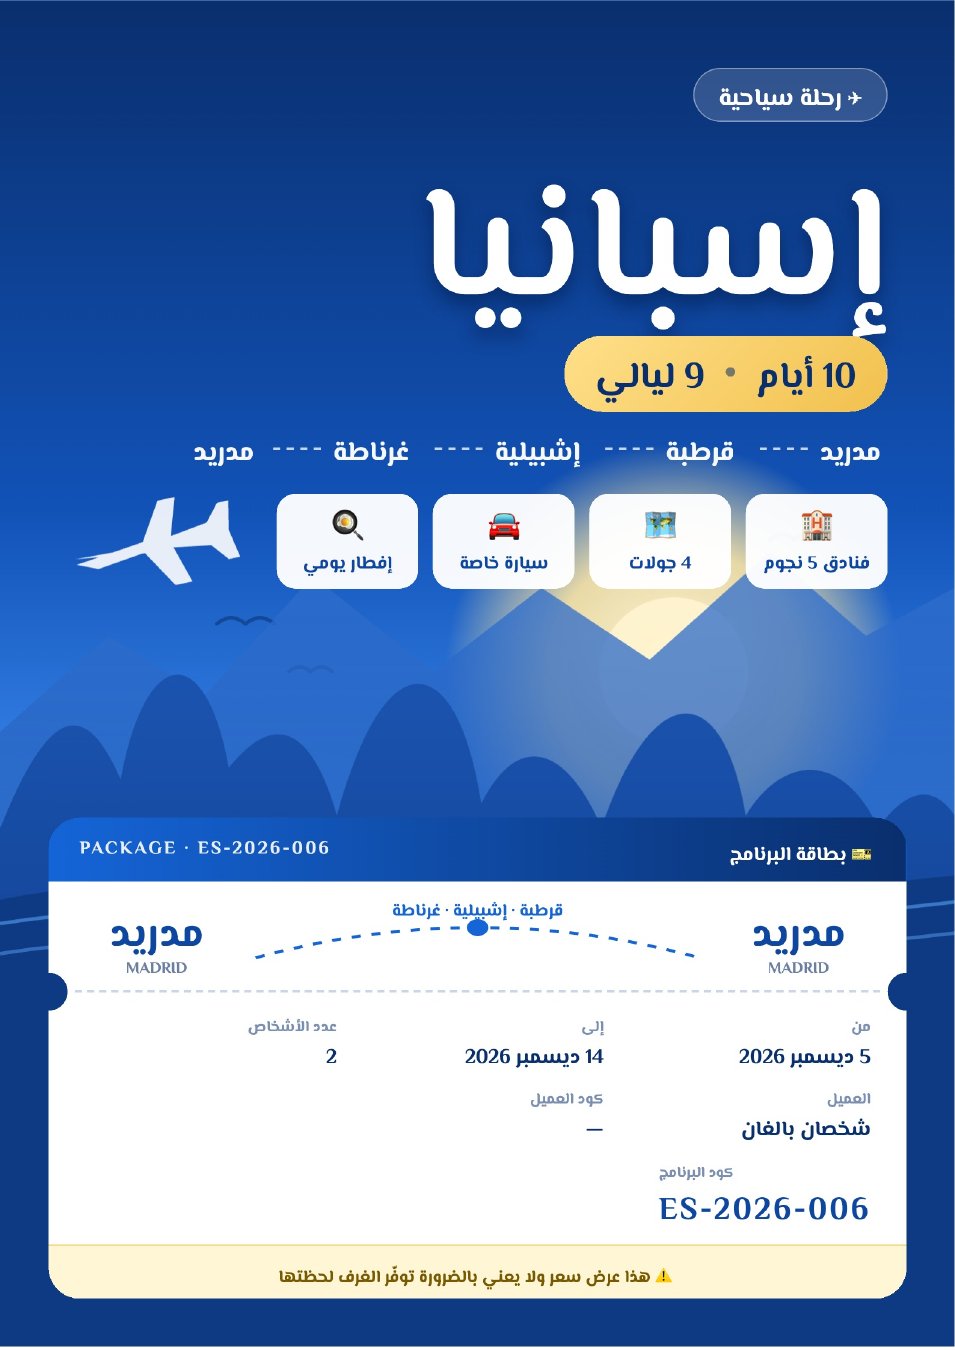 ✈ رحلة سياحية
إسبانيا
10 أيام • 9 ليالي
مدريد ---- قرطبة ---- إشبيلية ---- غرناطة ---- مدريد
فنادق 5 نجوم
4 جولات
سيارة خاصة
إفطار يومي
🎫 بطاقة البرنامج
PACKAGE · ES-2026-006
قرطبة · إشبيلية · غرناطة
مدريد
MADRID
مدريد
MADRID
من
5 ديسمبر 2026
إلى
14 ديسمبر 2026
عدد الأشخاص
2
العميل
شخصان بالغان
كود العميل
—
كود البرنامج
ES-2026-006
⚠️ هذا عرض سعر ولا يعني بالضرورة توفّر الغرف لحظتها